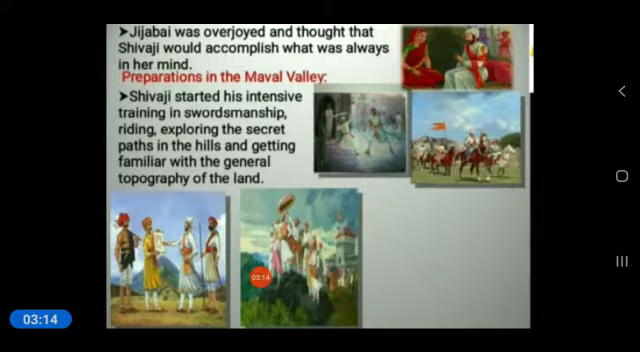 ➤Jijabai was overjoyed and thought that
Shivaji would accomplish what was always
in her mind.
Preparations in the Maval Valley:
➤Shivaji started his intensive
training in swordsmanship,
riding, exploring the secret
paths in the hills and getting
familiar with the general
topography of the land.
03:14
03:14